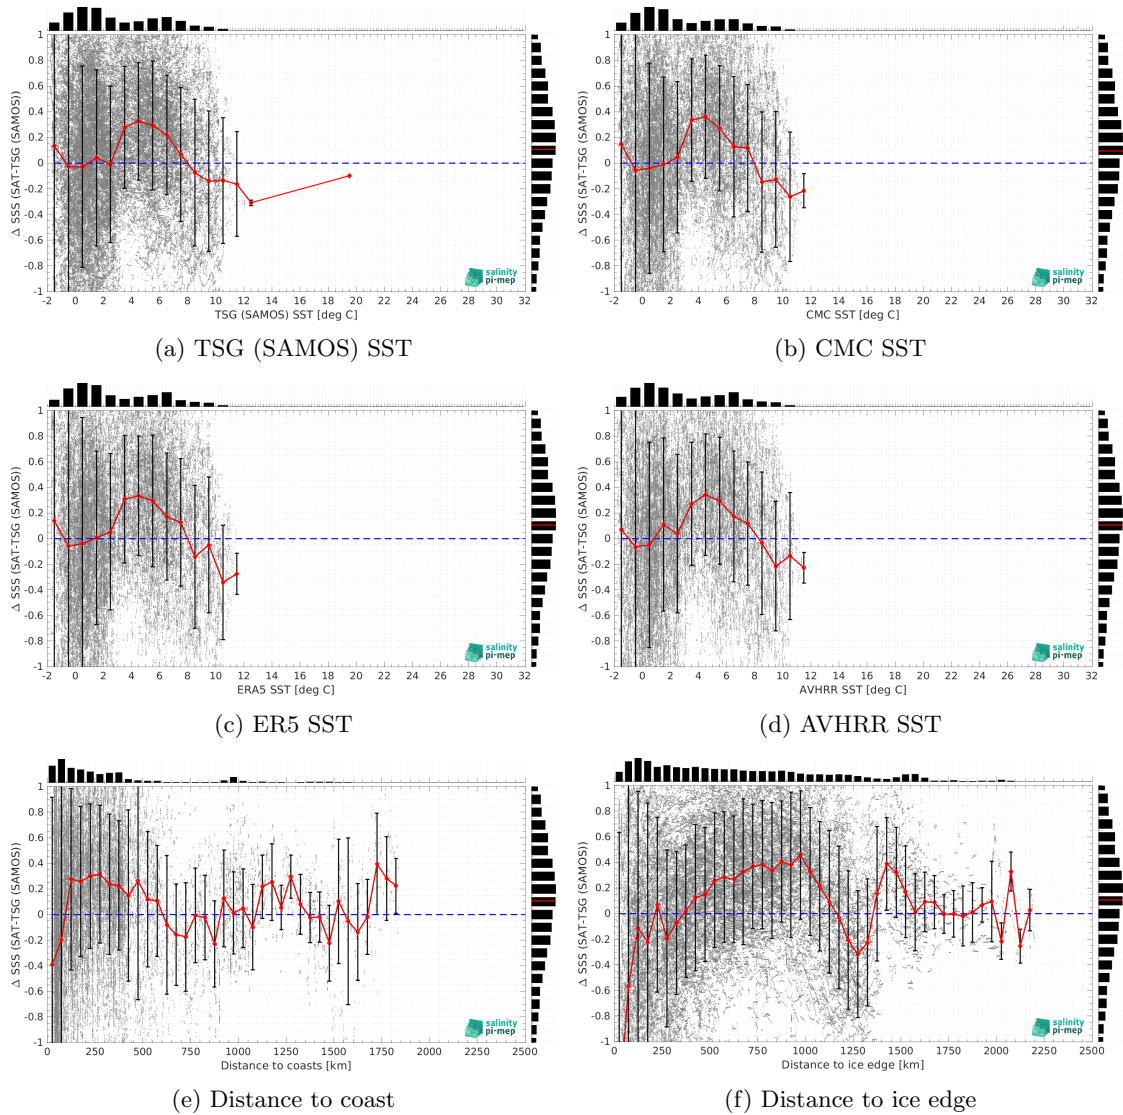 1
0.8
0.6
0.4
0.2
0
-0.2
-0.4
-0.6
-0.8
-1
Δ SSS (SAT-TSG (SAMOS))
salinity
pi-mep
-2 0 2 4 6 8 10 12 14 16 18 20 22 24 26 28 30 32
TSG (SAMOS) SST [deg C]
(a) TSG (SAMOS) SST
1
0.8
0.6
0.4
0.2
0
-0.2
-0.4
-0.6
-0.8
-1
Δ SSS (SAT-TSG (SAMOS))
salinity
pi-mep
-2 0 2 4 6 8 10 12 14 16 18 20 22 24 26 28 30 32
CMC SST [deg C]
(b) CMC SST
1
0.8
0.6
0.4
0.2
0
-0.2
-0.4
-0.6
-0.8
-1
Δ SSS (SAT-TSG (SAMOS))
salinity
pi-mep
-2 0 2 4 6 8 10 12 14 16 18 20 22 24 26 28 30 32
ERA5 SST [deg C]
(c) ER5 SST
1
0.8
0.6
0.4
0.2
0
-0.2
-0.4
-0.6
-0.8
-1
Δ SSS (SAT-TSG (SAMOS))
salinity
pi-mep
-2 0 2 4 6 8 10 12 14 16 18 20 22 24 26 28 30 32
AVHRR SST [deg C]
(d) AVHRR SST
1
0.8
0.6
0.4
0.2
0
-0.2
-0.4
-0.6
-0.8
-1
Δ SSS (SAT-TSG (SAMOS))
salinity
pi-mep
0 250 500 750 1000 1250 1500 1750 2000 2250 2500
Distance to coasts [km]
(e) Distance to coast
1
0.8
0.6
0.4
0.2
0
-0.2
-0.4
-0.6
-0.8
-1
Δ SSS (SAT-TSG (SAMOS))
salinity
pi-mep
0 250 500 750 1000 1250 1500 1750 2000 2250 2500
Distance to ice edge [km]
(f) Distance to ice edge